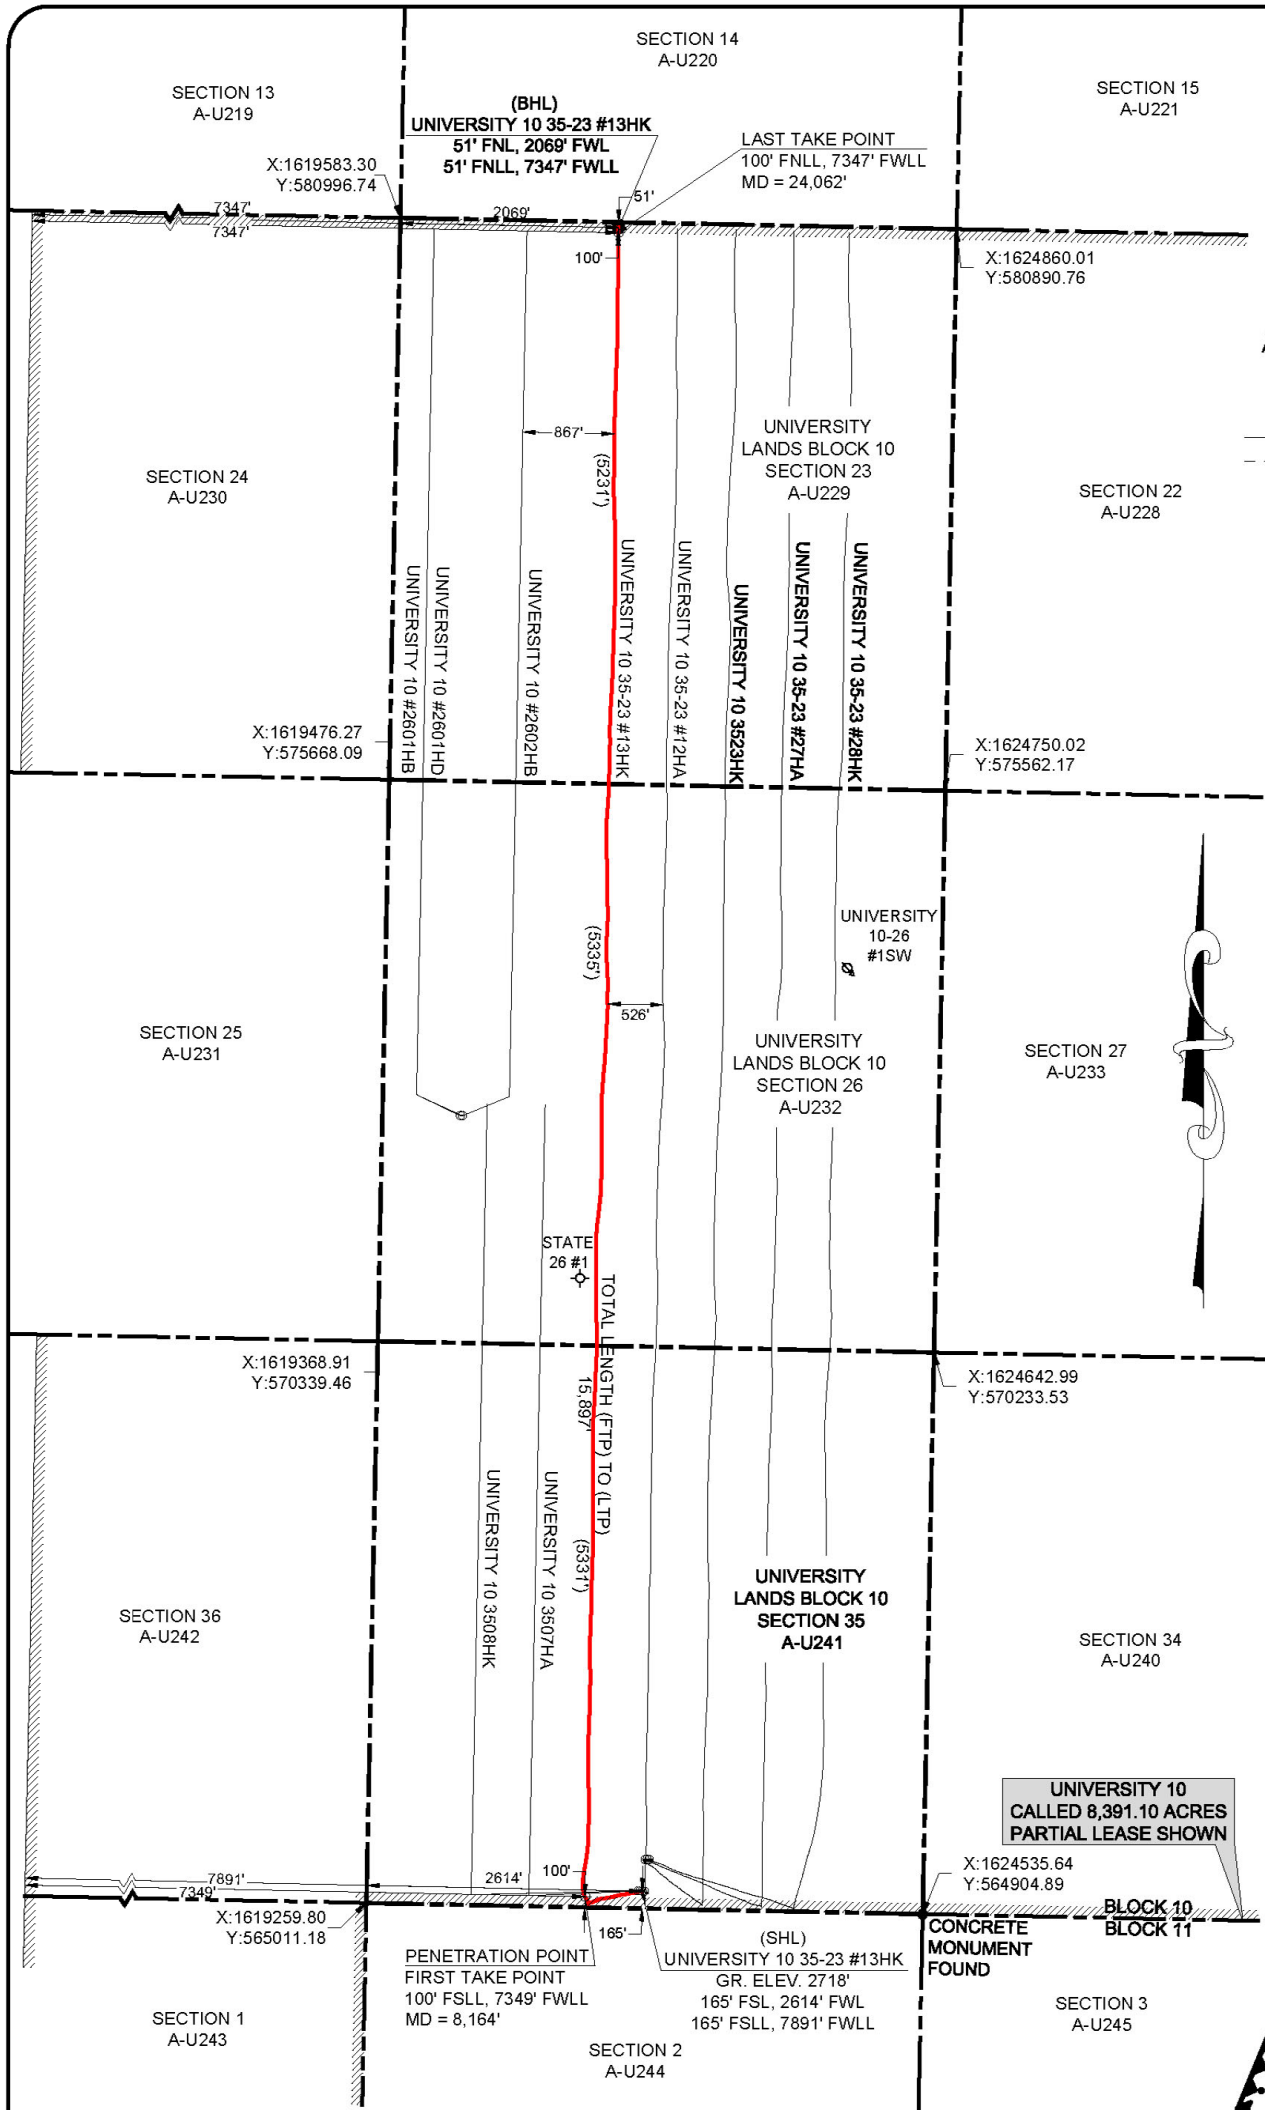 SECTION 14
A-U220
SECTION 13
A-U219
SECTION 15
A-U221
(BHL)
UNIVERSITY 10 35-23 #13HK
51' FNL, 2069' FWL
51' FNLL, 7347' FWLL
LAST TAKE POINT
100' FNLL, 7347' FWLL
MD = 24,062'
X:1619583.30
Y:580996.74
51'
7347'
7347'
2069'
100'
X:1624860.01
Y:580890.76
867'
(5231')
UNIVERSITY
LANDS BLOCK 10
SECTION 23
A-U229
SECTION 24
A-U230
SECTION 22
A-U228
UNIVERSITY 10 #2601HB
UNIVERSITY 10 #2601HD
UNIVERSITY 10 #2602HB
UNIVERSITY 10 35-23 #13HK
UNIVERSITY 10 35-23 #12HA
UNIVERSITY 10 3523HK
UNIVERSITY 10 35-23 #27HA
UNIVERSITY 10 35-23 #28HK
X:1619476.27
Y:575668.09
X:1624750.02
Y:575562.17
UNIVERSITY
10-26
#1SW
(5335')
526'
SECTION 25
A-U231
UNIVERSITY
LANDS BLOCK 10
SECTION 26
A-U232
SECTION 27
A-U233
STATE
26 #1
TOTAL LENGTH (FTP) TO (LTP)
15,897'
X:1619368.91
Y:570339.46
X:1624642.99
Y:570233.53
UNIVERSITY 10 3508HK
UNIVERSITY 10 3507HA
(5331')
UNIVERSITY
LANDS BLOCK 10
SECTION 35
A-U241
SECTION 36
A-U242
SECTION 34
A-U240
UNIVERSITY 10
CALLED 8,391.10 ACRES
PARTIAL LEASE SHOWN
7891'
7349'
2614'
100'
X:1624535.64
Y:564904.89
X:1619259.80
Y:565011.18
165'
BLOCK 10
BLOCK 11
CONCRETE
MONUMENT
FOUND
PENETRATION POINT
FIRST TAKE POINT
100' FSLL, 7349' FWLL
MD = 8,164'
(SHL)
UNIVERSITY 10 35-23 #13HK
GR. ELEV. 2718'
165' FSL, 2614' FWL
165' FSLL, 7891' FWLL
SECTION 1
A-U243
SECTION 2
A-U244
SECTION 3
A-U245